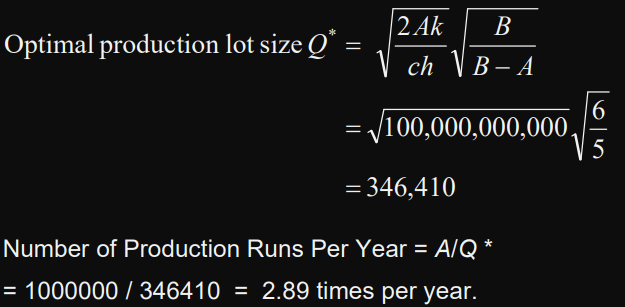 Optimal production lot size Q* = √(2Ak / ch) √(B / (B – A))
= √100,000,000,000 √(6 / 5)
= 346,410
Number of Production Runs Per Year = A/Q *
= 1000000 / 346410 = 2.89 times per year.